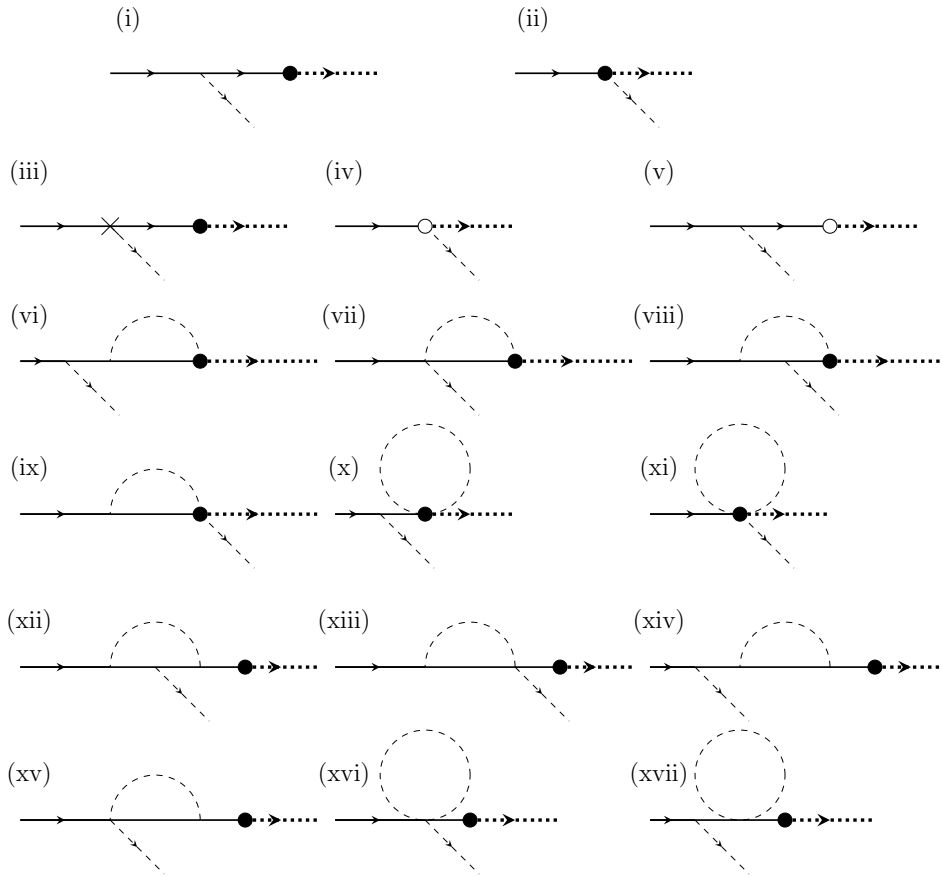 (i) (ii)
(iii) (iv) (v)
(vi) (vii) (viii)
(ix) (x) (xi)
(xii) (xiii) (xiv)
(xv) (xvi) (xvii)